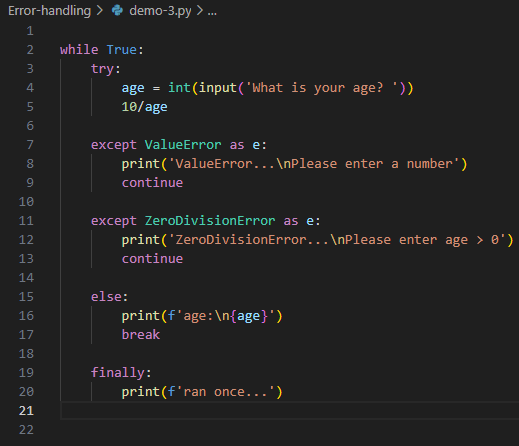 Error-handling > demo-3.py > ...
1
2 while True:
3     try:
4         age = int(input('What is your age? '))
5         10/age
6
7     except ValueError as e:
8         print('ValueError...\nPlease enter a number')
9         continue
10
11     except ZeroDivisionError as e:
12         print('ZeroDivisionError...\nPlease enter age > 0')
13         continue
14
15     else:
16         print(f'age:\n{age}')
17         break
18
19     finally:
20         print(f'ran once...')
21
22